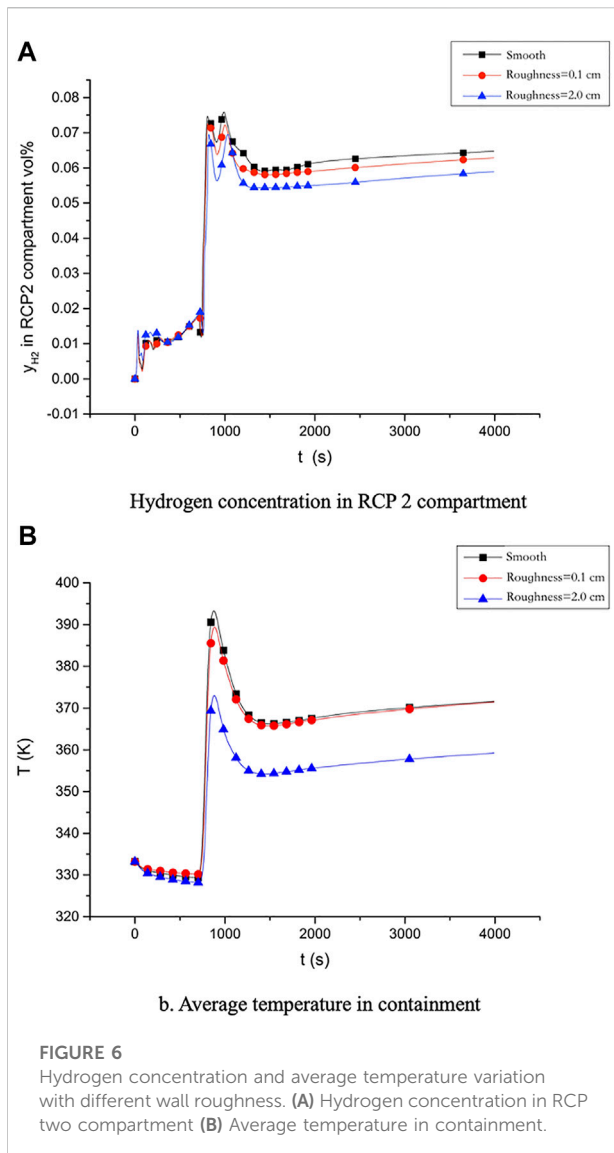 A
Smooth
Roughness=0.1 cm
Roughness=2.0 cm
0.08
0.07
0.06
0.05
0.04
0.03
0.02
0.01
0.00
-0.01
yH2 in RCP2 compartment vol%
0 1000 2000 3000 4000
t (s)
Hydrogen concentration in RCP 2 compartment
B
Smooth
Roughness=0.1 cm
Roughness=2.0 cm
400
390
380
370
360
350
340
330
320
T (K)
0 1000 2000 3000 4000
t (s)
b. Average temperature in containment
FIGURE 6
Hydrogen concentration and average temperature variation
with different wall roughness. (A) Hydrogen concentration in RCP
two compartment (B) Average temperature in containment.